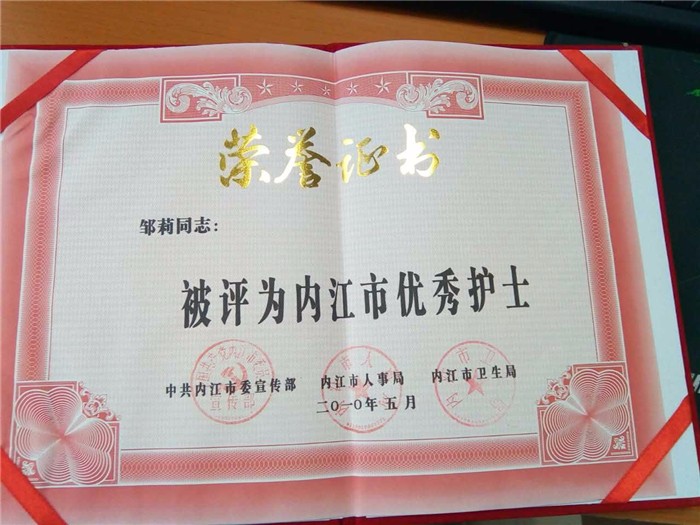 荣誉证书
邹莉同志：
被评为内江市优秀护士
中共内江市委宣传部 内江市人事局 内江市卫生局
二○一○年五月